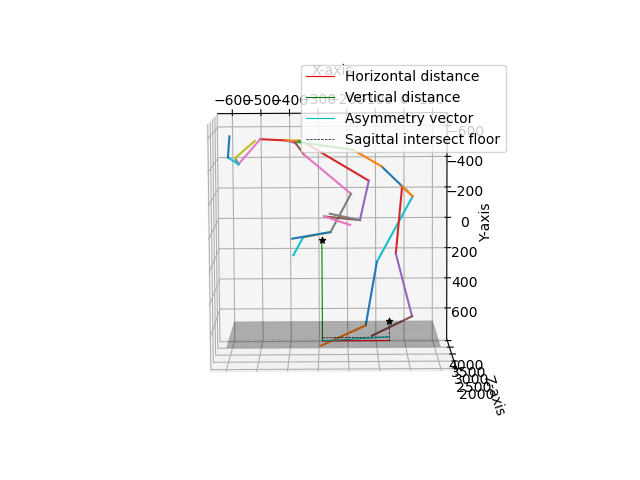 X-axis
Horizontal distance
Vertical distance
Asymmetry vector
Sagittal intersect floor
−600 −500 −400 −300
−600
−400
−200
0
200
400
600
Y-axis
4000
3500
3000
2500
2000
Z-axis